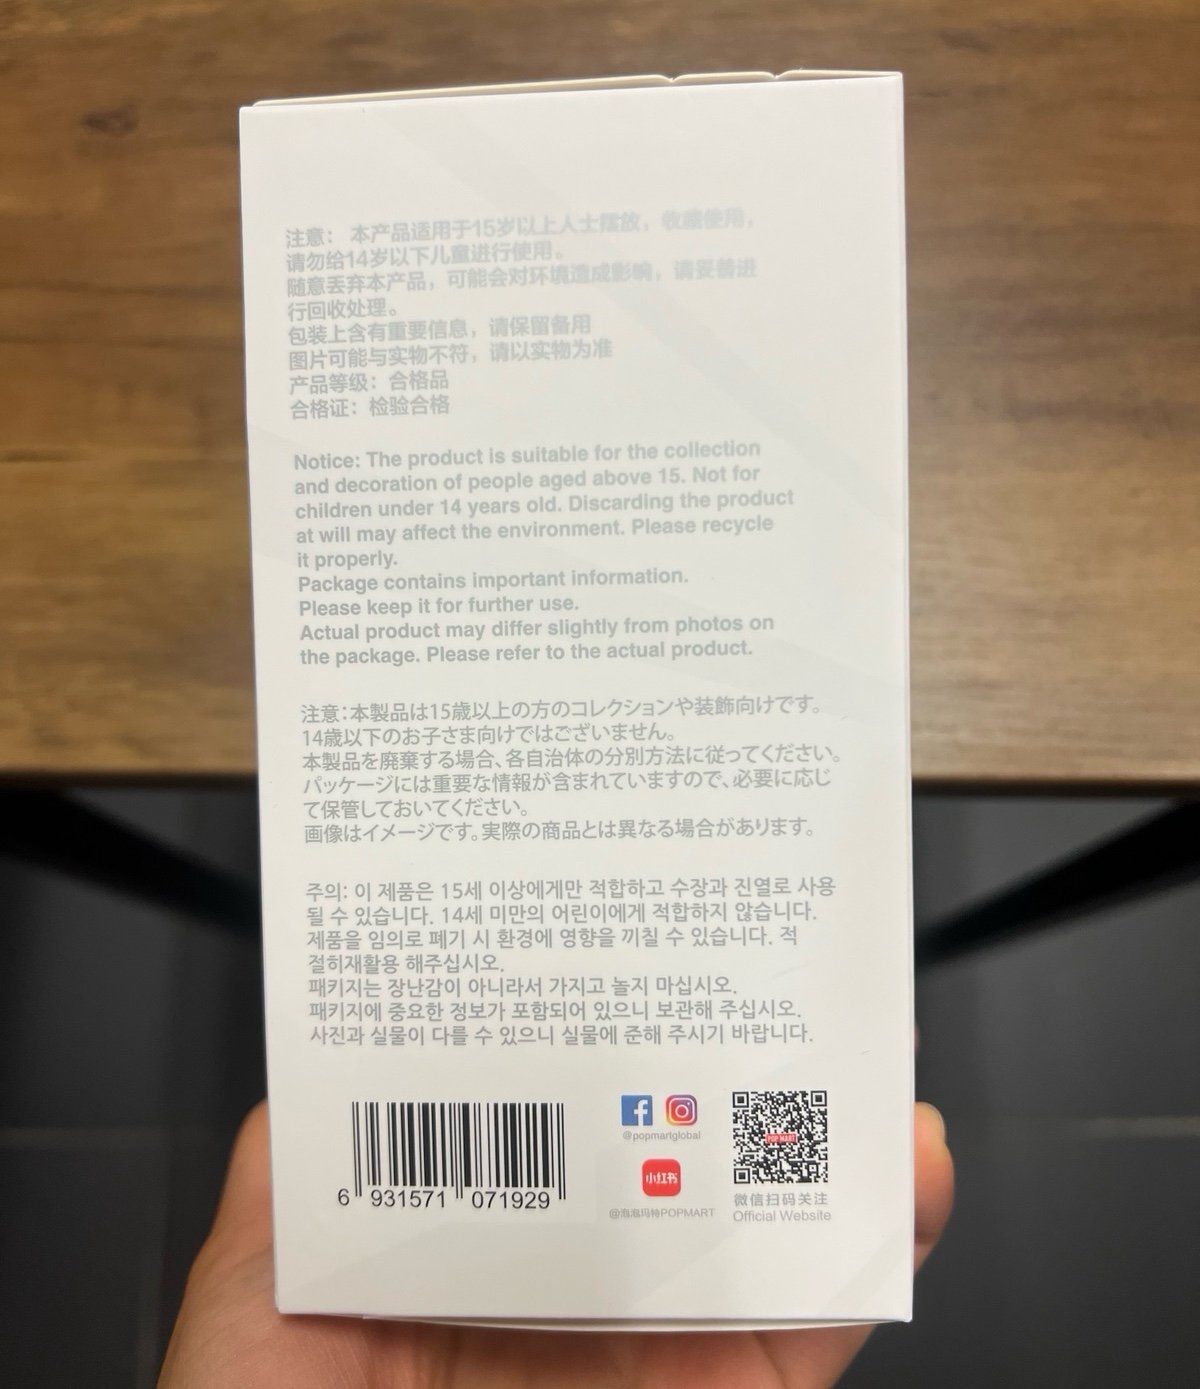 注意： 本产品适用于15岁以上人士摆放，收藏使用，
请勿给14岁以下儿童进行使用。
随意丢弃本产品，可能会对环境造成影响，请妥善进
行回收处理。
包装上含有重要信息，请保留备用
图片可能与实物不符，请以实物为准
产品等级：合格品
合格证：检验合格
Notice: The product is suitable for the collection
and decoration of people aged above 15. Not for
children under 14 years old. Discarding the product
at will may affect the environment. Please recycle
it properly.
Package contains important information.
Please keep it for further use.
Actual product may differ slightly from photos on
the package. Please refer to the actual product.
注意：本製品は15歳以上の方のコレクションや装飾向けです。
14歳以下のお子さま向けではございません。
本製品を廃棄する場合、各自治体の分別方法に従ってください。
パッケージには重要な情報が含まれていますので、必要に応じ
て保管しておいてください。
画像はイメージです。実際の商品とは異なる場合があります。
주의: 이 제품은 15세 이상에게만 적합하고 수장과 진열로 사용
될 수 있습니다. 14세 미만의 어린이에게 적합하지 않습니다.
제품을 임의로 폐기 시 환경에 영향을 끼칠 수 있습니다. 적
절히재활용 해주십시오.
패키지는 장난감이 아니라서 가지고 놀지 마십시오.
패키지에 중요한 정보가 포함되어 있으니 보관해 주십시오.
사진과 실물이 다를 수 있으니 실물에 준해 주시기 바랍니다.
6 931571 071929
@popmartglobal
小红书
@泡泡玛特POPMART
POP MART
微信扫码关注
Official Website